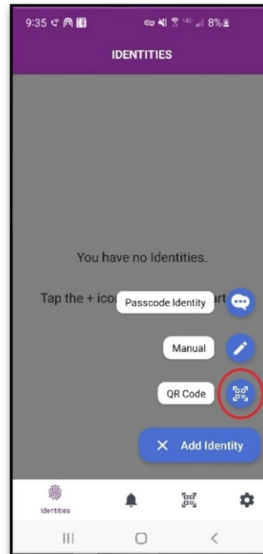 9:35
8%
IDENTITIES
You have no Identities.
Tap the + ico
Passcode Identity
art
Manual
QR Code
× Add Identity
Identities